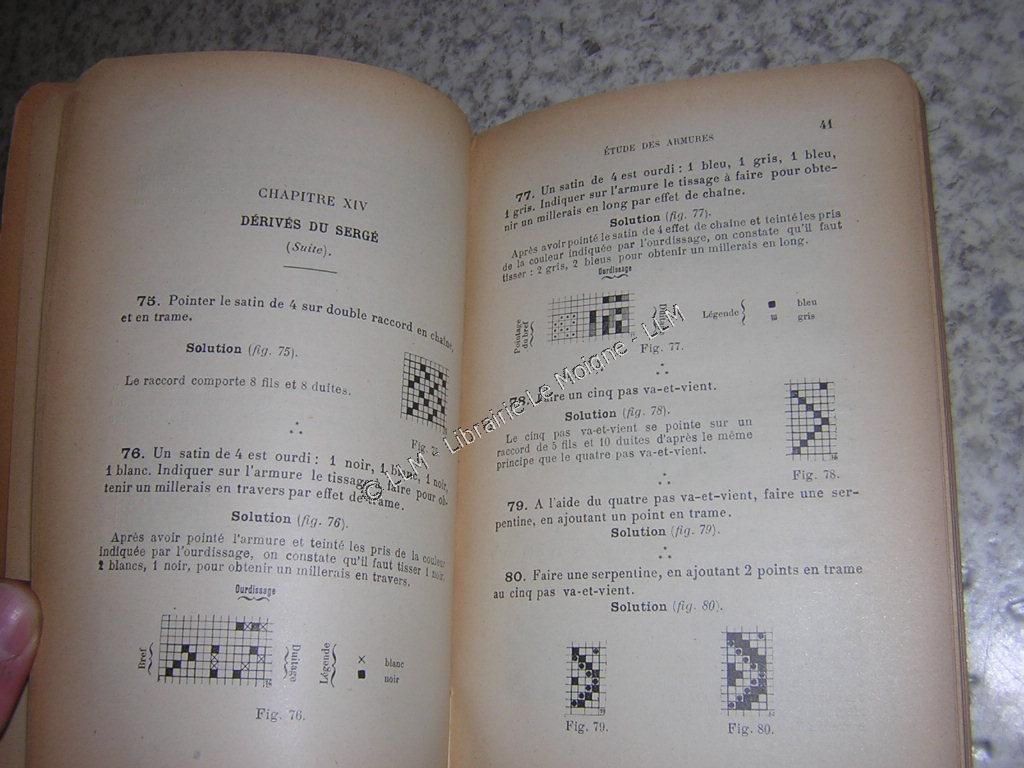 CHAPITRE XIV
DÉRIVÉS DU SERGÉ
(Suite).
75. Pointer le satin de 4 sur double raccord en chaîne,
et en trame.
Solution (fig. 75).
Le raccord comporte 8 fils et 8 duites.
Fig.
76. Un satin de 4 est ourdi : 1 noir, 1 blanc, 1 noir,
1 blanc. Indiquer sur l'armure le tissage à faire pour ob-
tenir un millerais en travers par effet de trame.
Solution (fig. 76).
Après avoir pointé l'armure et teinté les pris de la couleur
indiquée par l'ourdissage, on constate qu'il faut tisser 1 noir,
2 blancs, 1 noir, pour obtenir un millerais en travers.
Ourdissage
Bref
Duitage
Légende
blanc
noir
Fig. 76.
ÉTUDE DES ARMURES
41
77. Un satin de 4 est ourdi : 1 bleu, 1 gris, 1 bleu,
1 gris. Indiquer sur l'armure le tissage à faire pour obte-
nir un millerais en long par effet de chaîne.
Solution (fig. 77).
Après avoir pointé le satin de 4 effet de chaîne et teinté les pris
de la couleur indiquée par l'ourdissage, on constate qu'il faut
tisser : 2 gris, 2 bleus pour obtenir un millerais en long.
Ourdissage
Pointage
du bref
Légende
bleu
gris
Fig. 77.
78. Faire un cinq pas va-et-vient.
Solution (fig. 78).
Le cinq pas va-et-vient se pointe sur un
raccord de 5 fils et 10 duites d'après le même
principe que le quatre pas va-et-vient.
Fig. 78.
79. A l'aide du quatre pas va-et-vient, faire une ser-
pentine, en ajoutant un point en trame.
Solution (fig. 79).
80. Faire une serpentine, en ajoutant 2 points en trame
au cinq pas va-et-vient.
Solution (fig. 80).
Fig. 79.
Fig. 80.
© LLM - Librairie Le Moigne - LLM